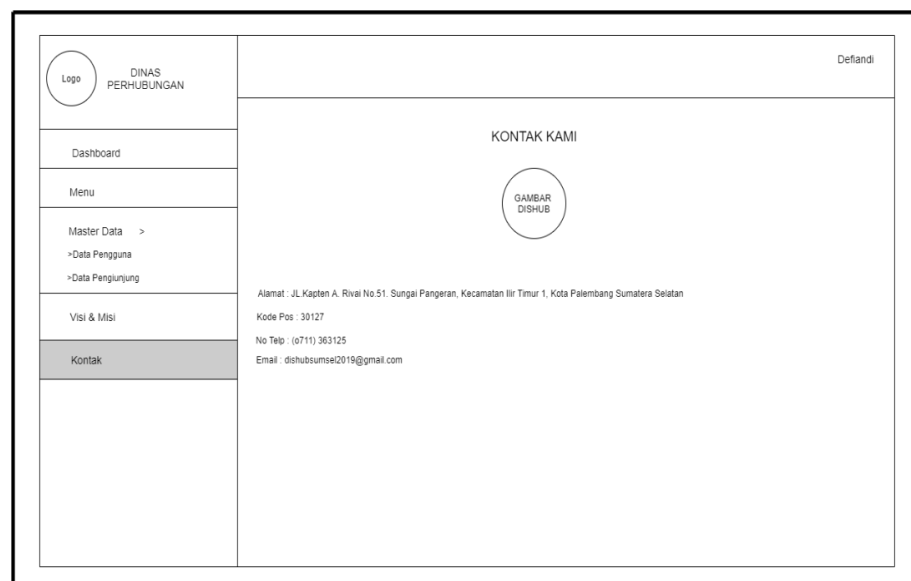 Logo
DINAS
PERHUBUNGAN
Defiandi
Dashboard
Menu
Master Data >
>Data Pengguna
>Data Pengiunjung
Visi & Misi
Kontak
KONTAK KAMI
GAMBAR
DISHUB
Alamat : JL.Kapten A. Rivai No.51. Sungai Pangeran, Kecamatan Ilir Timur 1, Kota Palembang Sumatera Selatan
Kode Pos : 30127
No Telp : (o711) 363125
Email : dishubsumsel2019@gmail.com